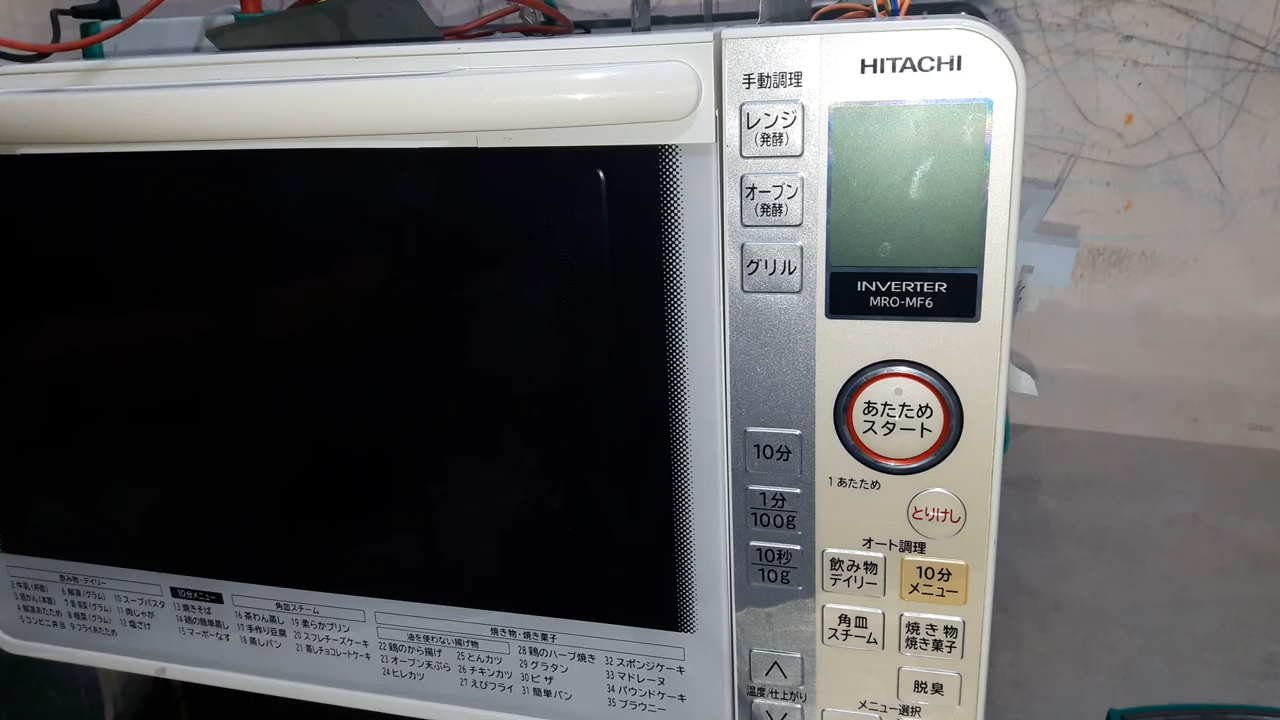 HITACHI
手動調理
レンジ
(発酵)
オーブン
(発酵)
グリル
INVERTER
MRO-MF6
あたため
スタート
1 あたため
10分
1分
100g
10秒
10g
とりけし
オート調理
飲み物
デイリー
10分
メニュー
角皿
スチーム
焼き物
焼き菓子
脱臭
温度/仕上がり
メニュー選択
飲み物・デイリー
2 牛乳(杯数)
3 酒かん(本数)
4 解凍あたため
5 コンビニ弁当
6 解凍(グラム)
7 葉菜(グラム)
8 根菜(グラム)
9 フライあたため
10 スープパスタ
11 肉じゃが
12 塩ざけ
10分メニュー
13 焼きそば
14 鶏の簡単蒸し
15 マーボーなす
角皿スチーム
16 茶わん蒸し
17 手作り豆腐
18 蒸しパン
19 柔らかプリン
20 スフレチーズケーキ
21 蒸しチョコレートケーキ
焼き物・焼き菓子
油を使わない揚げ物
22 鶏のから揚げ
23 オーブン天ぷら
24 ヒレカツ
25 とんカツ
26 チキンカツ
27 えびフライ
28 鶏のハーブ焼き
29 グラタン
30 ピザ
31 簡単パン
32 スポンジケーキ
33 マドレーヌ
34 パウンドケーキ
35 ブラウニー